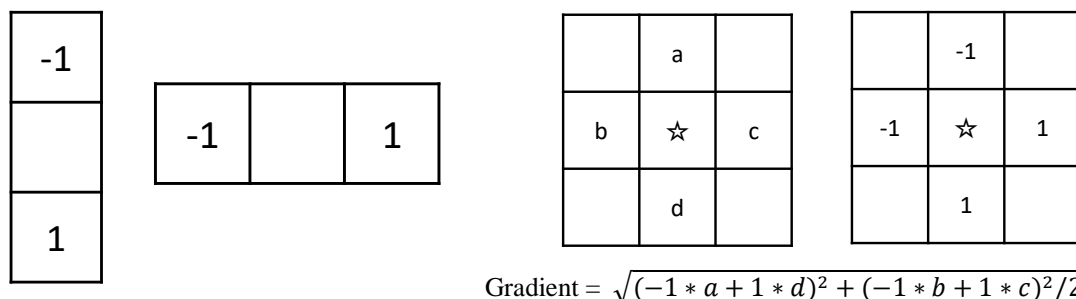 -1
1
-1 1
a
b ☆ c
d
-1
-1 ☆ 1
1
Gradient = √(−1 * a + 1 * d)² + (−1 * b + 1 * c)²/2